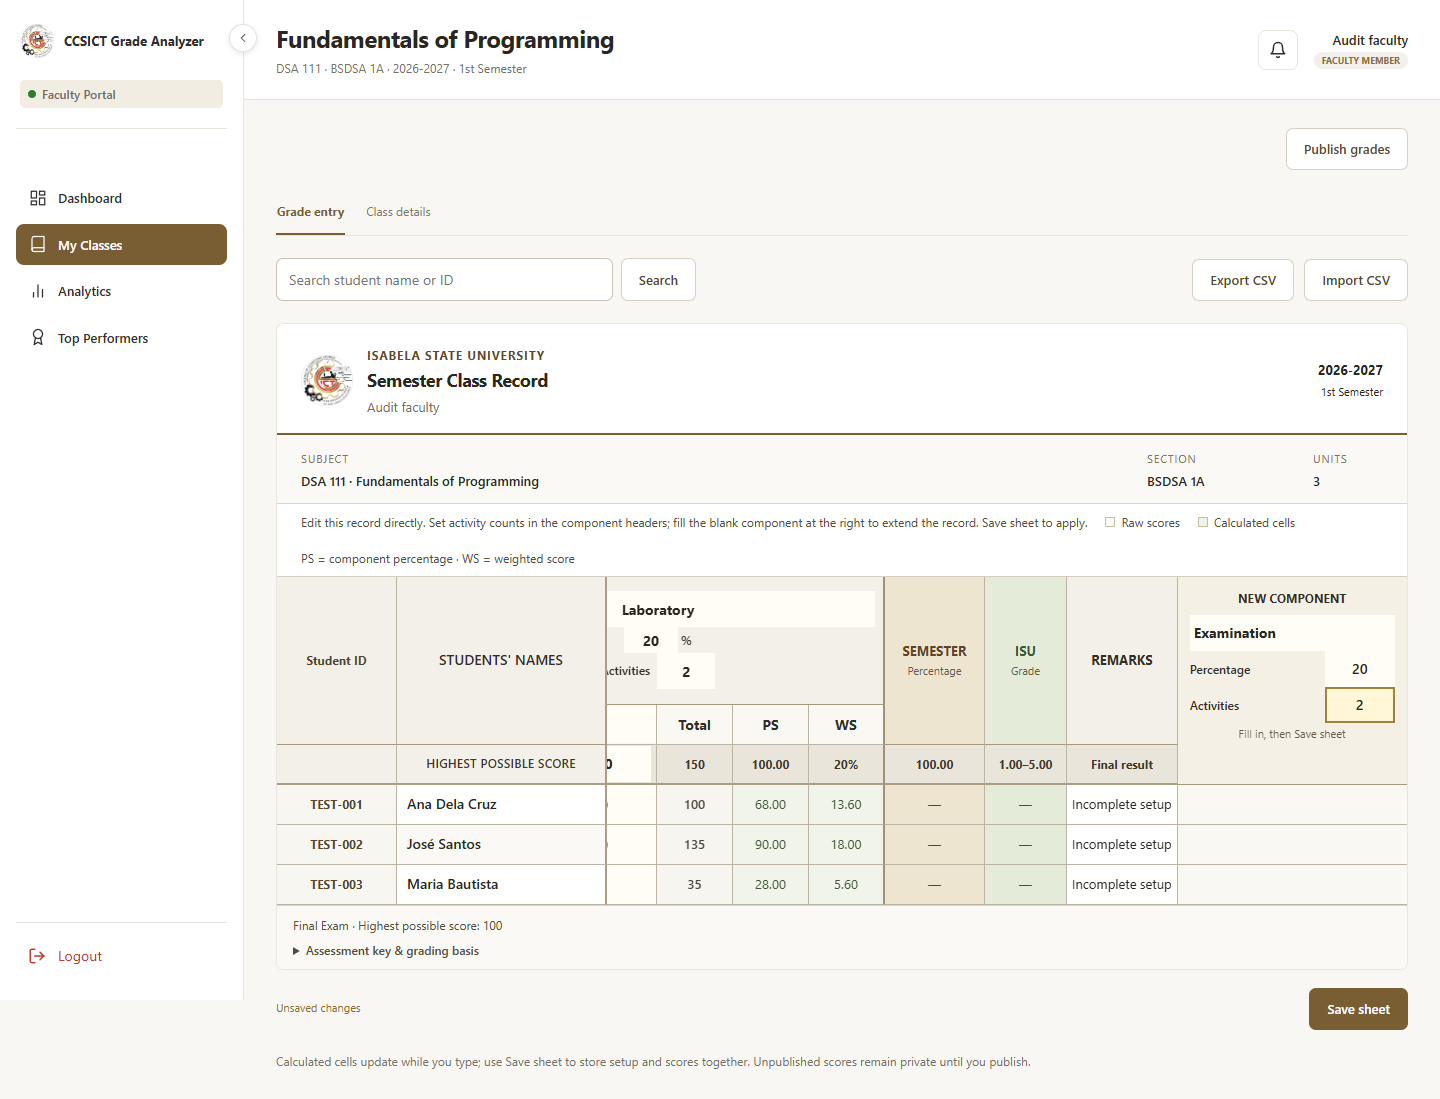 CCSICT Grade Analyzer
Faculty Portal
Dashboard
My Classes
Analytics
Top Performers
Logout
Fundamentals of Programming
DSA 111 · BSDSA 1A · 2026-2027 · 1st Semester
Audit faculty
FACULTY MEMBER
Publish grades
Grade entry Class details
Search student name or ID Search Export CSV Import CSV
ISABELA STATE UNIVERSITY
Semester Class Record
Audit faculty
2026-2027
1st Semester
SUBJECT SECTION UNITS
DSA 111 · Fundamentals of Programming BSDSA 1A 3
Edit this record directly. Set activity counts in the component headers; fill the blank component at the right to extend the record. Save sheet to apply. Raw scores Calculated cells
PS = component percentage · WS = weighted score
Student ID STUDENTS' NAMES
Laboratory
20 %
Activities 2
Total PS WS
SEMESTER
Percentage
ISU
Grade
REMARKS
NEW COMPONENT
Examination
Percentage 20
Activities 2
Fill in, then Save sheet
HIGHEST POSSIBLE SCORE 0 150 100.00 20% 100.00 1.00–5.00 Final result
TEST-001 Ana Dela Cruz 100 68.00 13.60 — — Incomplete setup
TEST-002 José Santos 135 90.00 18.00 — — Incomplete setup
TEST-003 Maria Bautista 35 28.00 5.60 — — Incomplete setup
Final Exam · Highest possible score: 100
Assessment key & grading basis
Unsaved changes
Save sheet
Calculated cells update while you type; use Save sheet to store setup and scores together. Unpublished scores remain private until you publish.